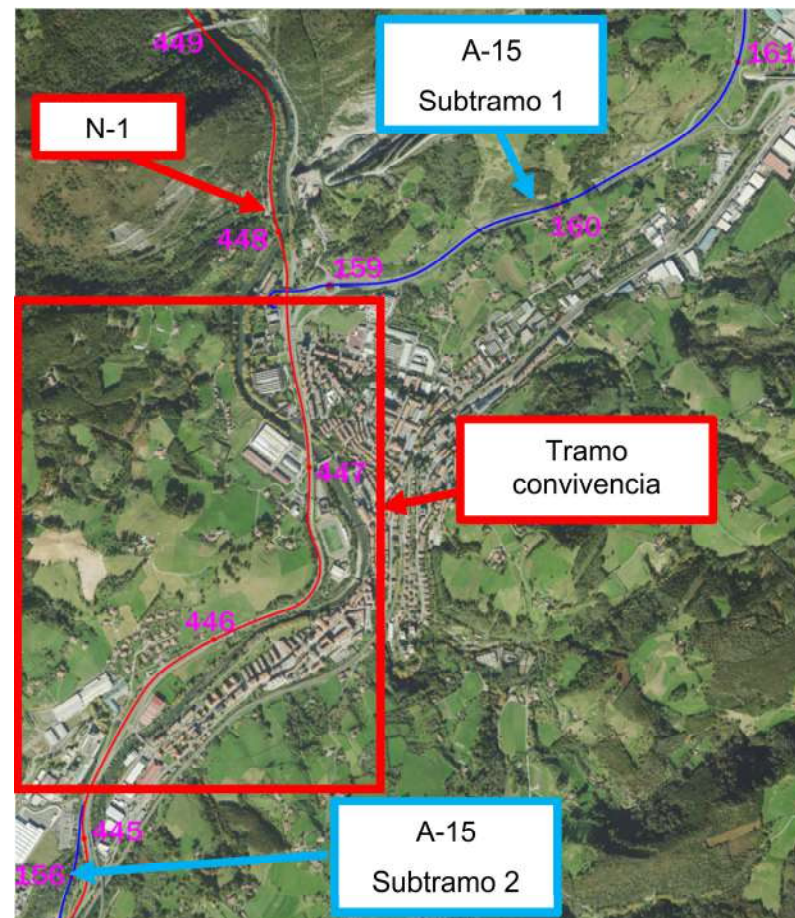 449
A-15
Subtramo 1
161
N-1
160
448
159
Tramo
convivencia
447
446
445
A-15
Subtramo 2
158